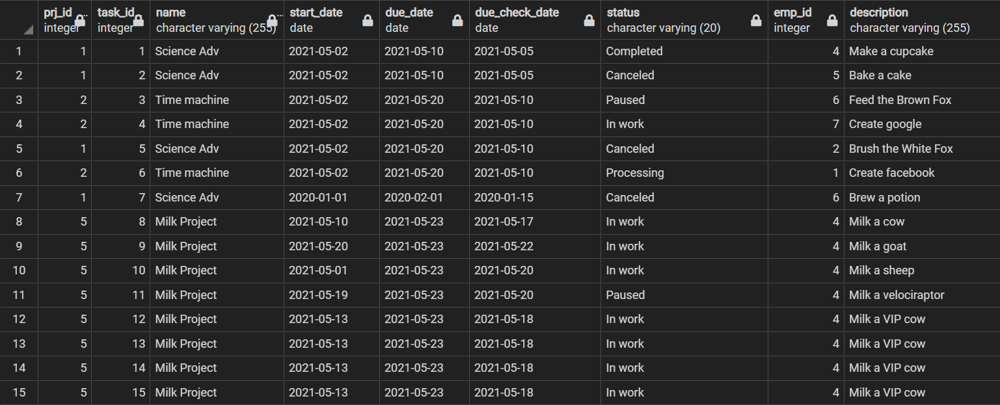 prj_id task_id name start_date due_date due_check_date status emp_id description
integer integer character varying (255) date date date character varying (20) integer character varying (255)
1 1 1 Science Adv 2021-05-02 2021-05-10 2021-05-05 Completed 4 Make a cupcake
2 1 2 Science Adv 2021-05-02 2021-05-10 2021-05-05 Canceled 5 Bake a cake
3 2 3 Time machine 2021-05-02 2021-05-20 2021-05-10 Paused 6 Feed the Brown Fox
4 2 4 Time machine 2021-05-02 2021-05-20 2021-05-10 In work 7 Create google
5 1 5 Science Adv 2021-05-02 2021-05-20 2021-05-10 Canceled 2 Brush the White Fox
6 2 6 Time machine 2021-05-02 2021-05-20 2021-05-10 Processing 1 Create facebook
7 1 7 Science Adv 2020-01-01 2020-02-01 2020-01-15 Canceled 6 Brew a potion
8 5 8 Milk Project 2021-05-10 2021-05-23 2021-05-17 In work 4 Milk a cow
9 5 9 Milk Project 2021-05-20 2021-05-23 2021-05-22 In work 4 Milk a goat
10 5 10 Milk Project 2021-05-01 2021-05-23 2021-05-20 In work 4 Milk a sheep
11 5 11 Milk Project 2021-05-19 2021-05-23 2021-05-20 Paused 4 Milk a velociraptor
12 5 12 Milk Project 2021-05-13 2021-05-23 2021-05-18 In work 4 Milk a VIP cow
13 5 13 Milk Project 2021-05-13 2021-05-23 2021-05-18 In work 4 Milk a VIP cow
14 5 14 Milk Project 2021-05-13 2021-05-23 2021-05-18 In work 4 Milk a VIP cow
15 5 15 Milk Project 2021-05-13 2021-05-23 2021-05-18 In work 4 Milk a VIP cow